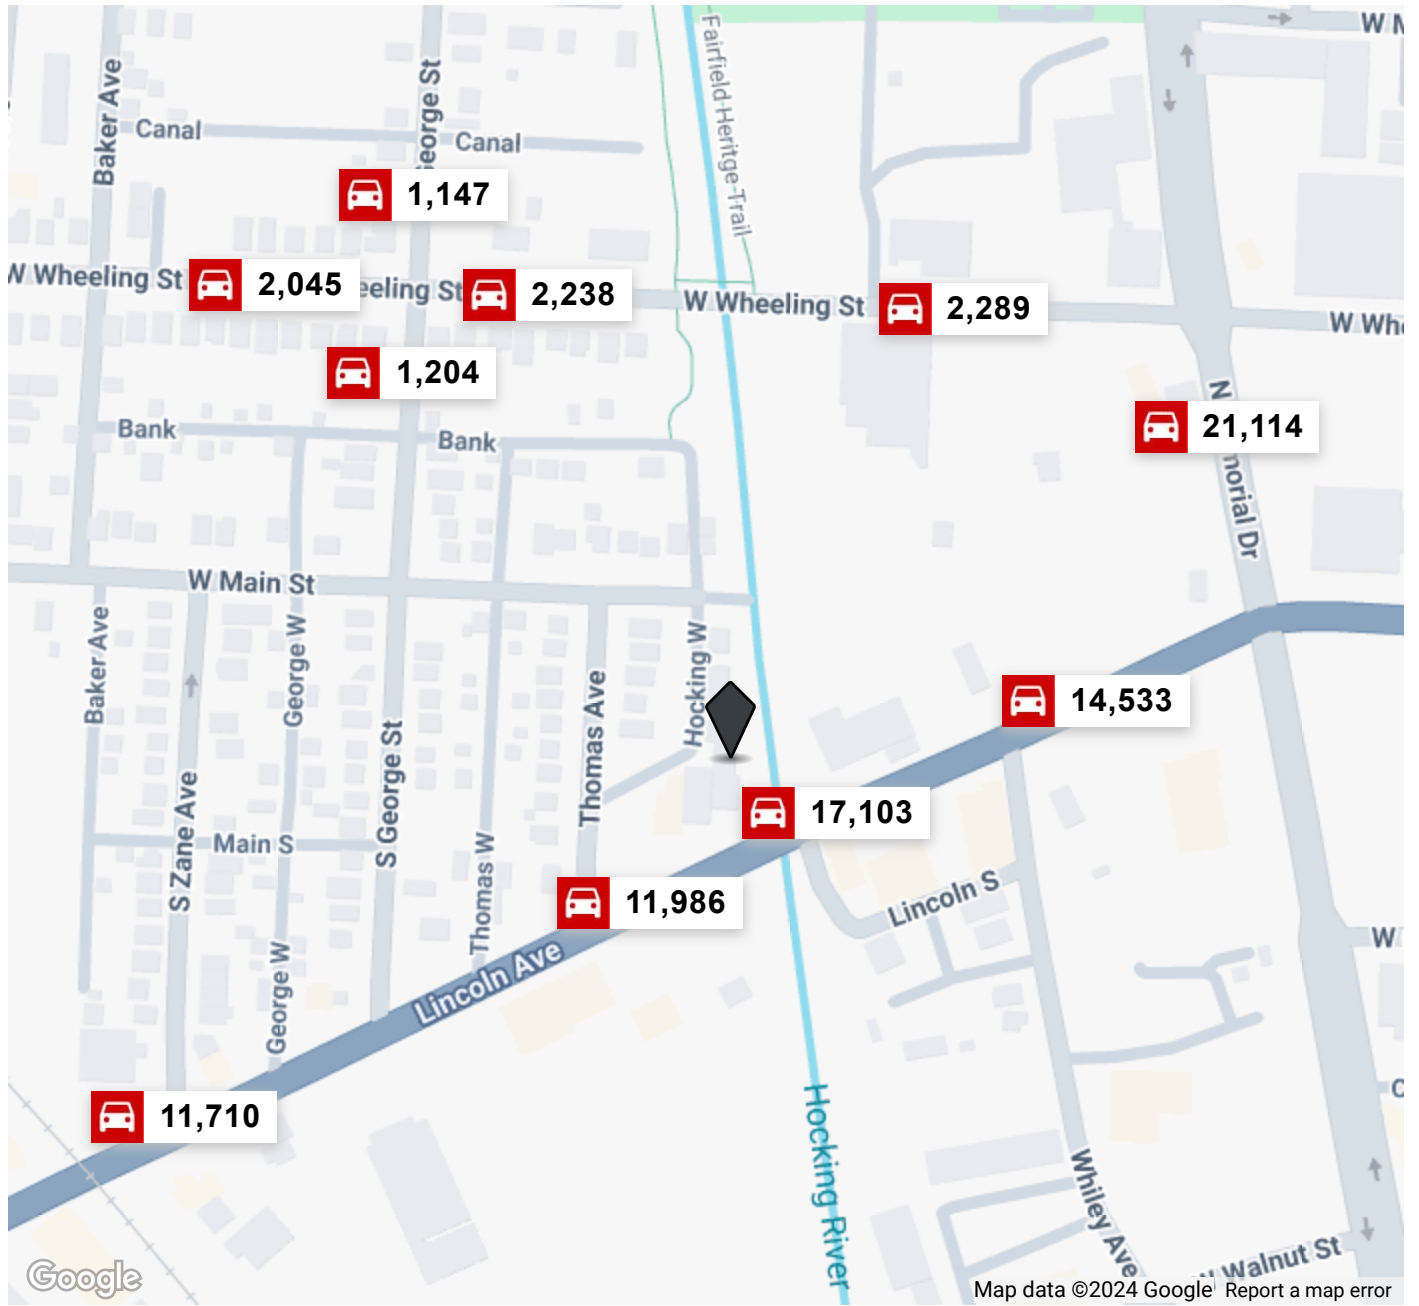 W M
Baker Ave
George St
Fairfield-Heritge-Trail
Canal
Canal
1,147
W Wheeling St
2,045
eeling St
2,238
W Wheeling St
2,289
W Whe
1,204
N
morial Dr
21,114
Bank
Bank
W Main St
Baker Ave
George W
Hocking W
Thomas Ave
14,533
S George St
S Zane Ave
17,103
Main S
Thomas W
11,986
Lincoln S
W
Lincoln Ave
George W
11,710
Hocking River
Whiley Ave
W Walnut St
Google
Map data ©2024 Google Report a map error